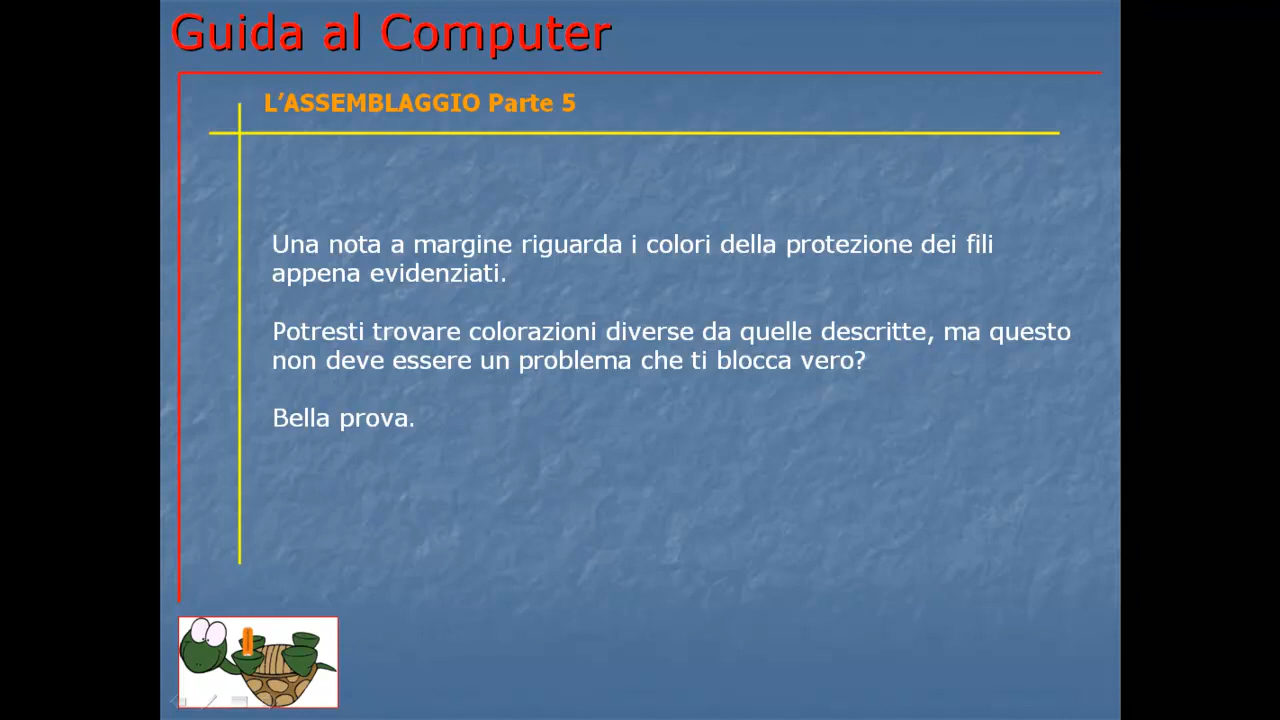 Guida al Computer
L'ASSEMBLAGGIO Parte 5
Una nota a margine riguarda i colori della protezione dei fili
appena evidenziati.
Potresti trovare colorazioni diverse da quelle descritte, ma questo
non deve essere un problema che ti blocca vero?
Bella prova.